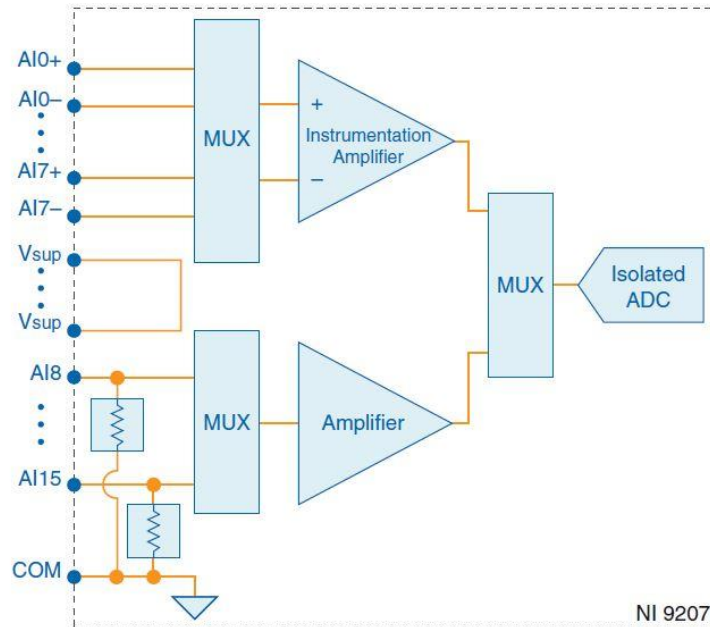 AI0+
AI0–
AI7+
AI7–
Vsup
Vsup
AI8
AI15
COM
MUX
+
Instrumentation
Amplifier
–
MUX
Amplifier
MUX
Isolated
ADC
NI 9207